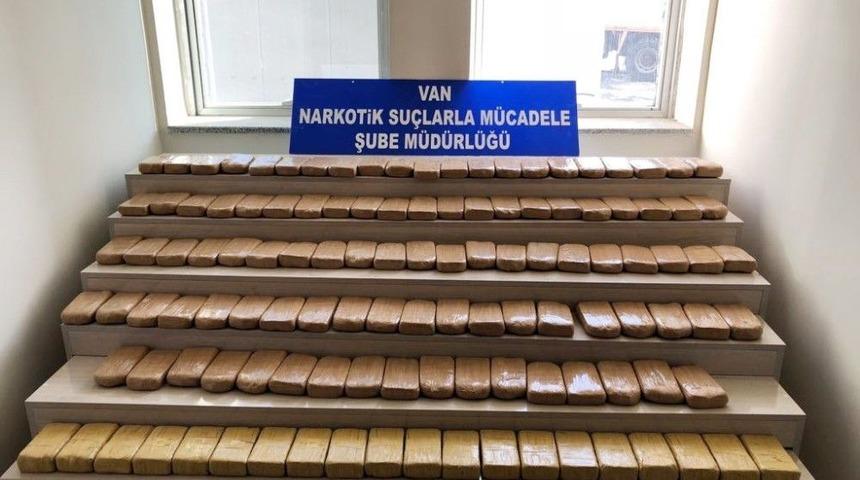 VAN
NARKOTİK SUÇLARLA MÜCADELE
ŞUBE MÜDÜRLÜĞÜ